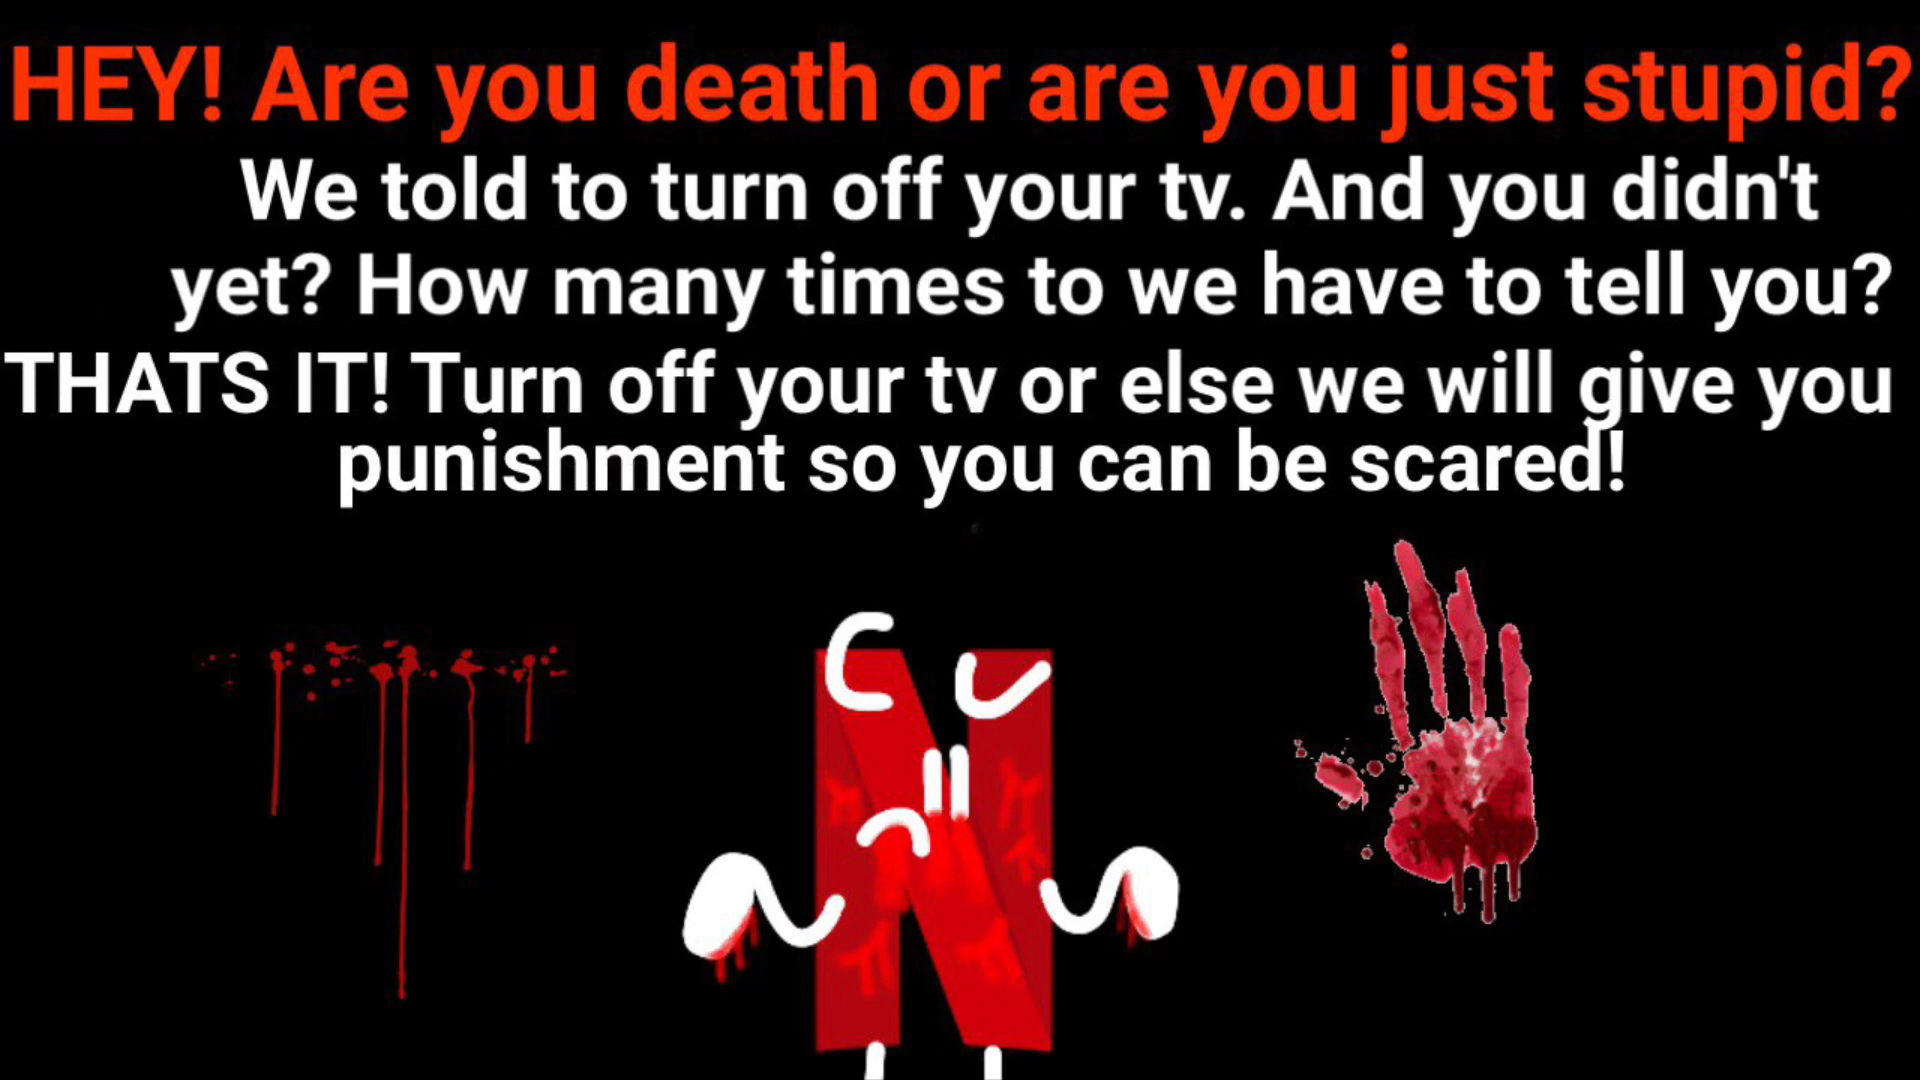 HEY! Are you death or are you just stupid?
We told to turn off your tv. And you didn't
yet? How many times to we have to tell you?
THATS IT! Turn off your tv or else we will give you
punishment so you can be scared!